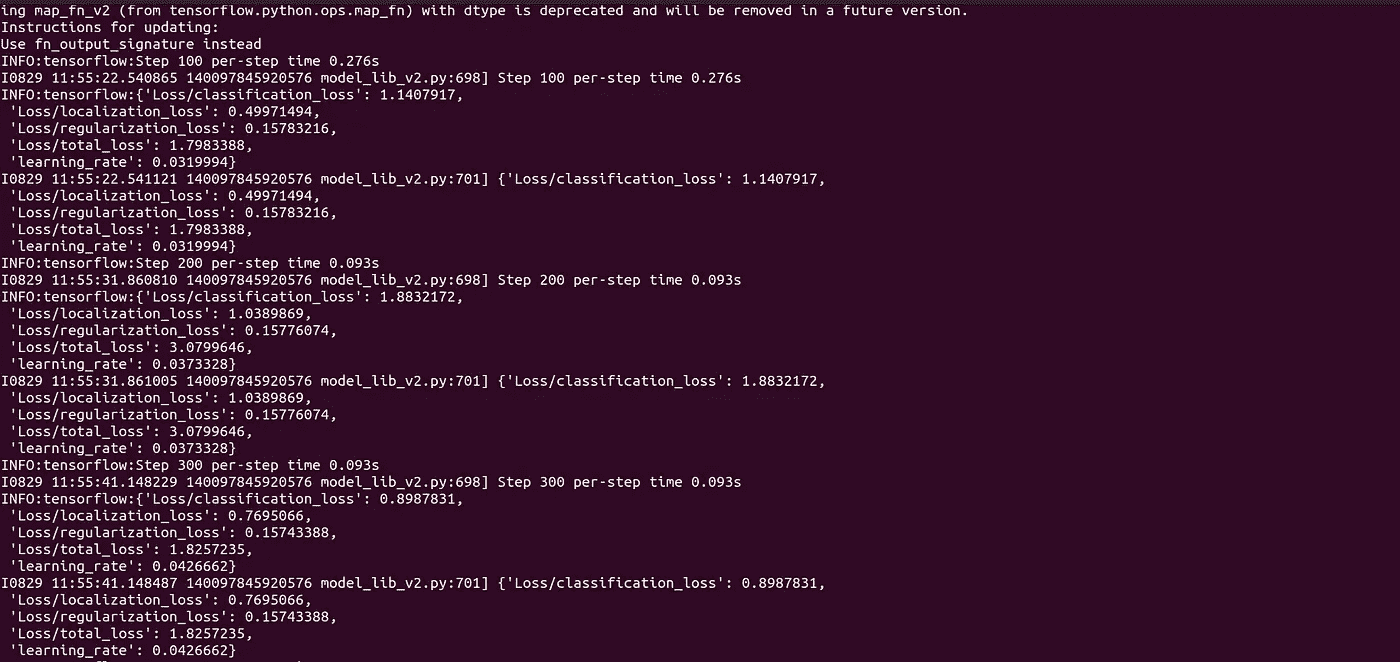 ing map_fn_v2 (from tensorflow.python.ops.map_fn) with dtype is deprecated and will be removed in a future version.
Instructions for updating:
Use fn_output_signature instead
INFO:tensorflow:Step 100 per-step time 0.276s
I0829 11:55:22.540865 140097845920576 model_lib_v2.py:698] Step 100 per-step time 0.276s
INFO:tensorflow:{'Loss/classification_loss': 1.1407917,
 'Loss/localization_loss': 0.49971494,
 'Loss/regularization_loss': 0.15783216,
 'Loss/total_loss': 1.7983388,
 'learning_rate': 0.0319994}
I0829 11:55:22.541121 140097845920576 model_lib_v2.py:701] {'Loss/classification_loss': 1.1407917,
 'Loss/localization_loss': 0.49971494,
 'Loss/regularization_loss': 0.15783216,
 'Loss/total_loss': 1.7983388,
 'learning_rate': 0.0319994}
INFO:tensorflow:Step 200 per-step time 0.093s
I0829 11:55:31.860810 140097845920576 model_lib_v2.py:698] Step 200 per-step time 0.093s
INFO:tensorflow:{'Loss/classification_loss': 1.8832172,
 'Loss/localization_loss': 1.0389869,
 'Loss/regularization_loss': 0.15776074,
 'Loss/total_loss': 3.0799646,
 'learning_rate': 0.0373328}
I0829 11:55:31.861005 140097845920576 model_lib_v2.py:701] {'Loss/classification_loss': 1.8832172,
 'Loss/localization_loss': 1.0389869,
 'Loss/regularization_loss': 0.15776074,
 'Loss/total_loss': 3.0799646,
 'learning_rate': 0.0373328}
INFO:tensorflow:Step 300 per-step time 0.093s
I0829 11:55:41.148229 140097845920576 model_lib_v2.py:698] Step 300 per-step time 0.093s
INFO:tensorflow:{'Loss/classification_loss': 0.8987831,
 'Loss/localization_loss': 0.7695066,
 'Loss/regularization_loss': 0.15743388,
 'Loss/total_loss': 1.8257235,
 'learning_rate': 0.0426662}
I0829 11:55:41.148487 140097845920576 model_lib_v2.py:701] {'Loss/classification_loss': 0.8987831,
 'Loss/localization_loss': 0.7695066,
 'Loss/regularization_loss': 0.15743388,
 'Loss/total_loss': 1.8257235,
 'learning_rate': 0.0426662}